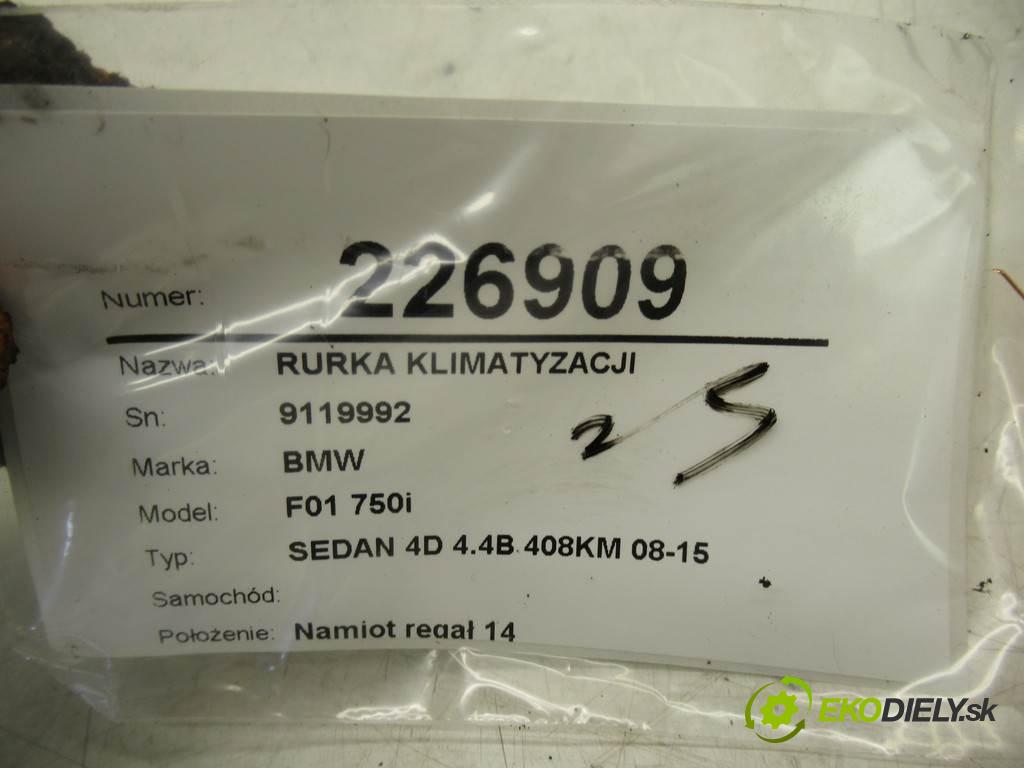 Numer: 226909
Nazwa: RURKA KLIMATYZACJI
Sn: 9119992
Marka: BMW
Model: F01 750i
Typ: SEDAN 4D 4.4B 408KM 08-15
Samochód:
Położenie: Namiot regał 14
25
EKODIELY.sk